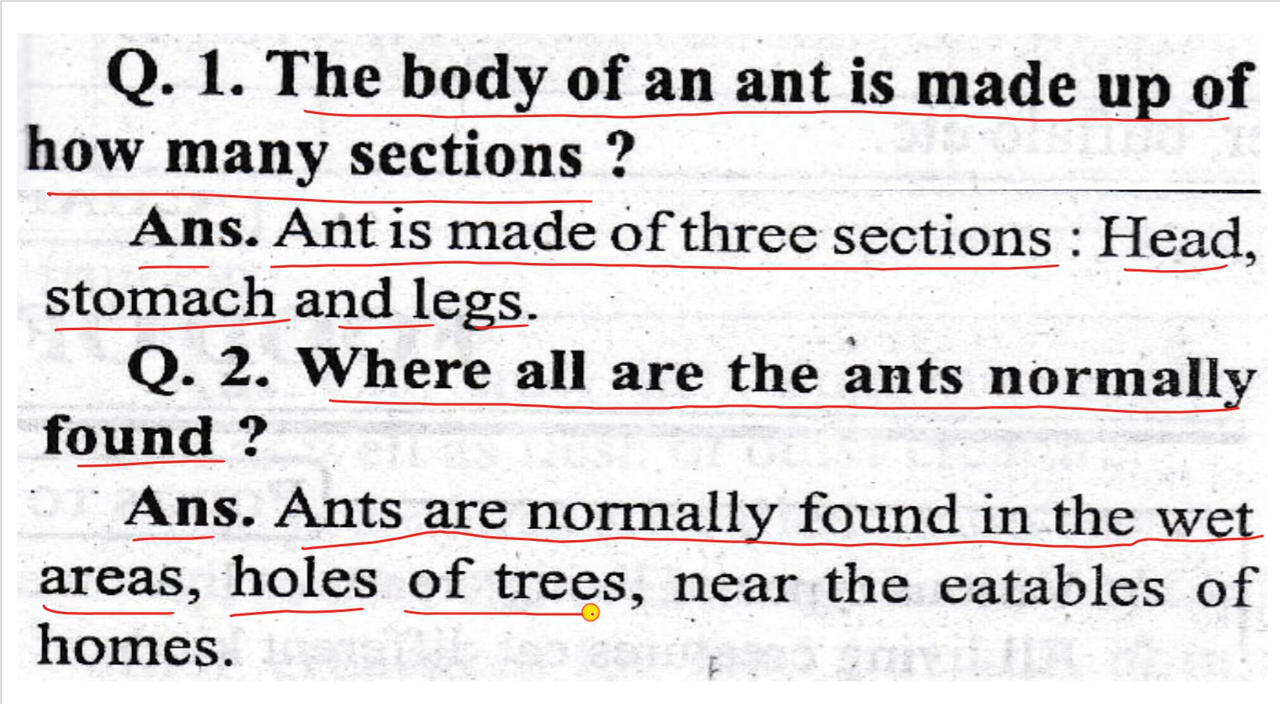 Q. 1. The body of an ant is made up of
how many sections ?
Ans. Ant is made of three sections : Head,
stomach and legs.
Q. 2. Where all are the ants normally
found ?
Ans. Ants are normally found in the wet
areas, holes of trees, near the eatables of
homes.